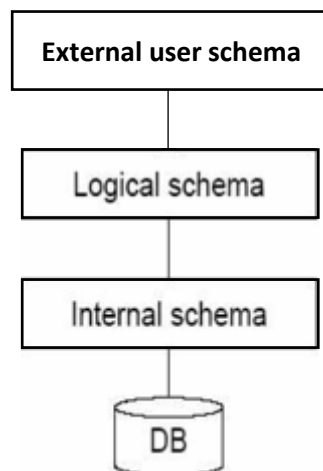 External user schema
Logical schema
Internal schema
DB